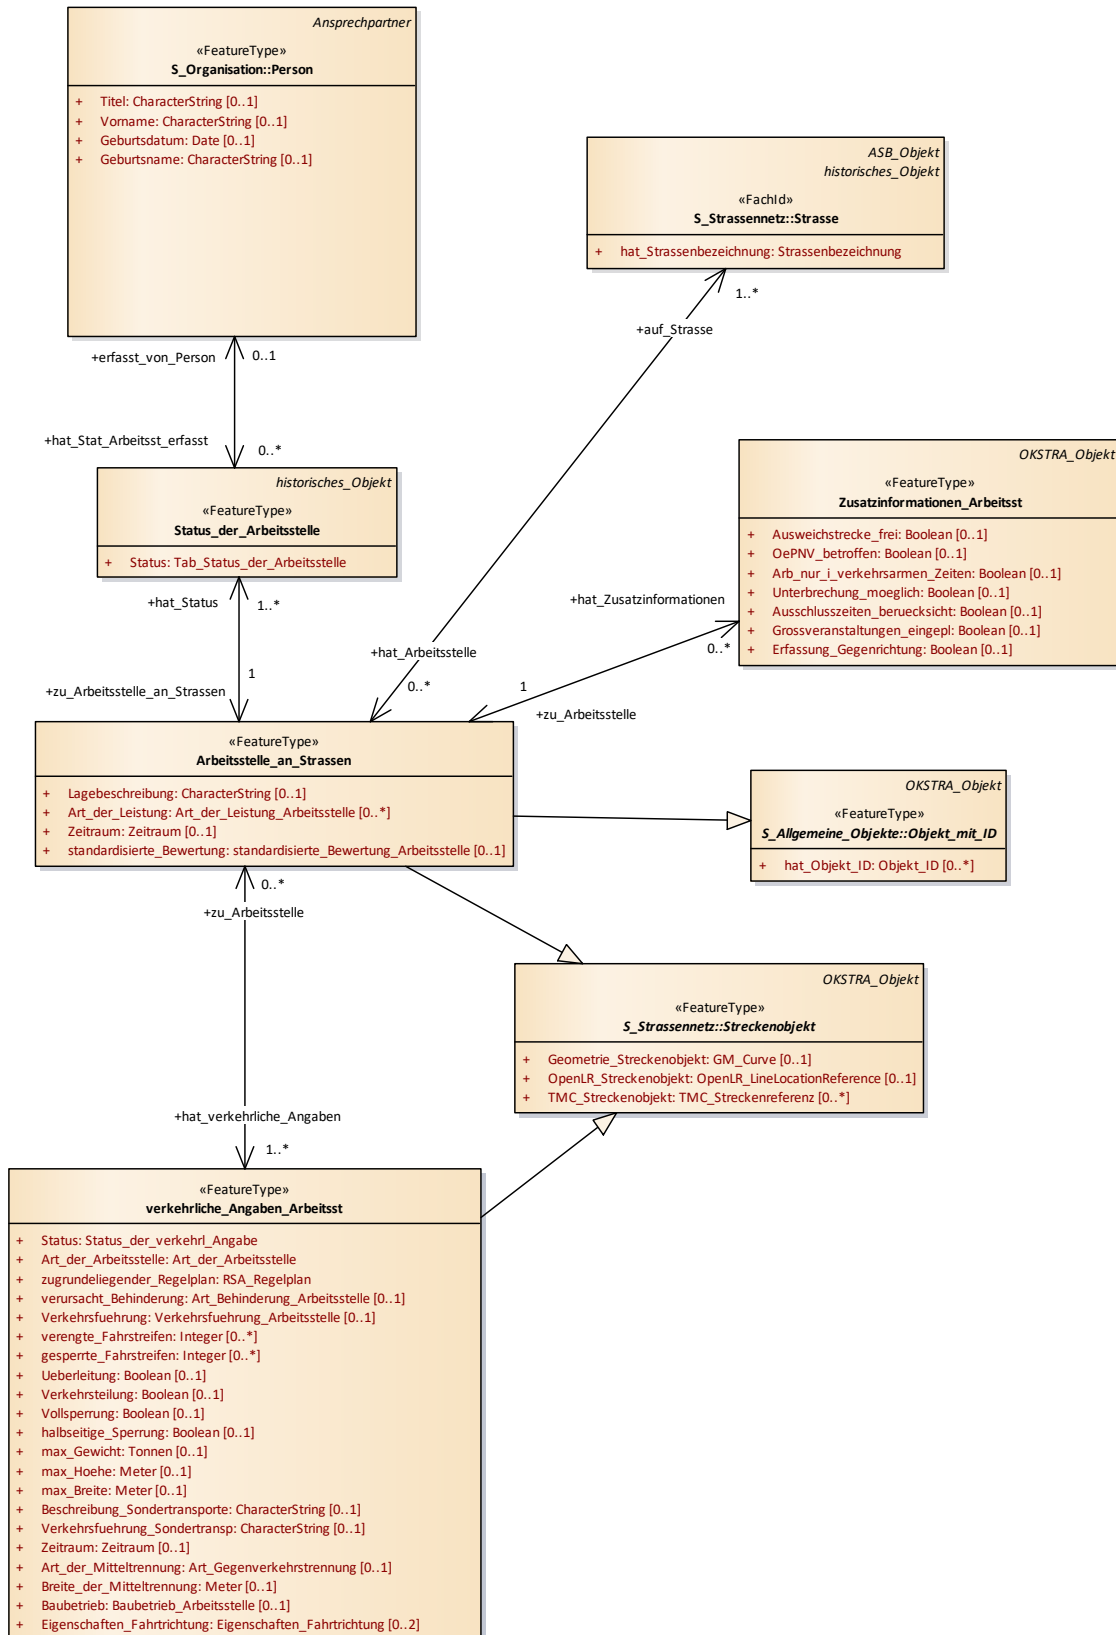 Ansprechpartner
«FeatureType»
S_Organisation::Person
+ Titel: CharacterString [0..1]
+ Vorname: CharacterString [0..1]
+ Geburtsdatum: Date [0..1]
+ Geburtsname: CharacterString [0..1]
ASB_Objekt
historisches_Objekt
«FachId»
S_Strassennetz::Strasse
+ hat_Strassenbezeichnung: Strassenbezeichnung
1..*
+auf_Strasse
+erfasst_von_Person
0..1
+hat_Stat_Arbeitsst_erfasst
0..*
historisches_Objekt
«FeatureType»
Status_der_Arbeitsstelle
+ Status: Tab_Status_der_Arbeitsstelle
OKSTRA_Objekt
«FeatureType»
Zusatzinformationen_Arbeitsst
+ Ausweichstrecke_frei: Boolean [0..1]
+ OePNV_betroffen: Boolean [0..1]
+ Arb_nur_i_verkehrsarmen_Zeiten: Boolean [0..1]
+ Unterbrechung_moeglich: Boolean [0..1]
+ Ausschlusszeiten_beruecksicht: Boolean [0..1]
+ Grossveranstaltungen_eingepl: Boolean [0..1]
+ Erfassung_Gegenrichtung: Boolean [0..1]
+hat_Status
1..*
+hat_Zusatzinformationen
0..*
+hat_Arbeitsstelle
0..*
1
+zu_Arbeitsstelle_an_Strassen
1
+zu_Arbeitsstelle
«FeatureType»
Arbeitsstelle_an_Strassen
+ Lagebeschreibung: CharacterString [0..1]
+ Art_der_Leistung: Art_der_Leistung_Arbeitsstelle [0..*]
+ Zeitraum: Zeitraum [0..1]
+ standardisierte_Bewertung: standardisierte_Bewertung_Arbeitsstelle [0..1]
OKSTRA_Objekt
«FeatureType»
S_Allgemeine_Objekte::Objekt_mit_ID
+ hat_Objekt_ID: Objekt_ID [0..*]
0..*
+zu_Arbeitsstelle
OKSTRA_Objekt
«FeatureType»
S_Strassennetz::Streckenobjekt
+ Geometrie_Streckenobjekt: GM_Curve [0..1]
+ OpenLR_Streckenobjekt: OpenLR_LineLocationReference [0..1]
+ TMC_Streckenobjekt: TMC_Streckenreferenz [0..*]
+hat_verkehrliche_Angaben
1..*
«FeatureType»
verkehrliche_Angaben_Arbeitsst
+ Status: Status_der_verkehrl_Angabe
+ Art_der_Arbeitsstelle: Art_der_Arbeitsstelle
+ zugrundeliegender_Regelplan: RSA_Regelplan
+ verursacht_Behinderung: Art_Behinderung_Arbeitsstelle [0..1]
+ Verkehrsfuehrung: Verkehrsfuehrung_Arbeitsstelle [0..1]
+ verengte_Fahrstreifen: Integer [0..*]
+ gesperrte_Fahrstreifen: Integer [0..*]
+ Ueberleitung: Boolean [0..1]
+ Verkehrsteilung: Boolean [0..1]
+ Vollsperrung: Boolean [0..1]
+ halbseitige_Sperrung: Boolean [0..1]
+ max_Gewicht: Tonnen [0..1]
+ max_Hoehe: Meter [0..1]
+ max_Breite: Meter [0..1]
+ Beschreibung_Sondertransporte: CharacterString [0..1]
+ Verkehrsfuehrung_Sondertransp: CharacterString [0..1]
+ Zeitraum: Zeitraum [0..1]
+ Art_der_Mitteltrennung: Art_Gegenverkehrstrennung [0..1]
+ Breite_der_Mitteltrennung: Meter [0..1]
+ Baubetrieb: Baubetrieb_Arbeitsstelle [0..1]
+ Eigenschaften_Fahrtrichtung: Eigenschaften_Fahrtrichtung [0..2]